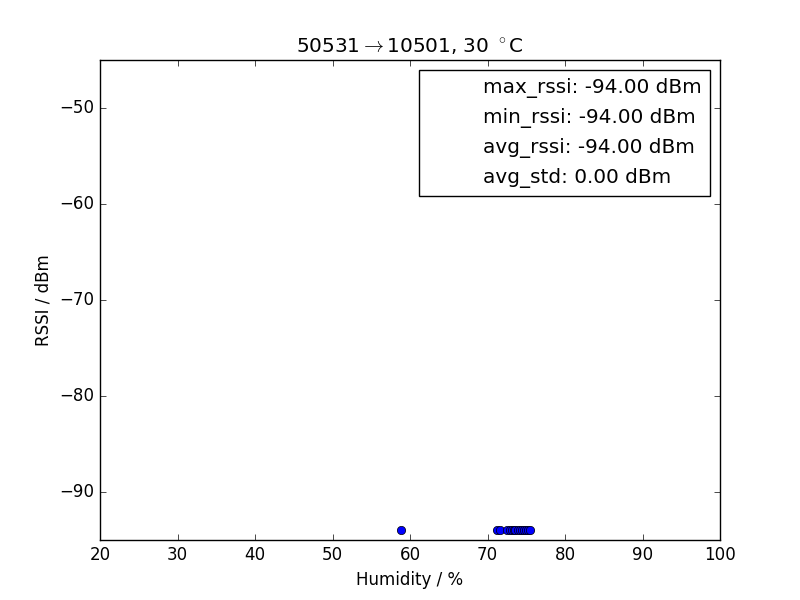 50531→10501, 30 °C
max_rssi: -94.00 dBm
min_rssi: -94.00 dBm
avg_rssi: -94.00 dBm
avg_std: 0.00 dBm
RSSI / dBm
−50
−60
−70
−80
−90
20 30 40 50 60 70 80 90 100
Humidity / %